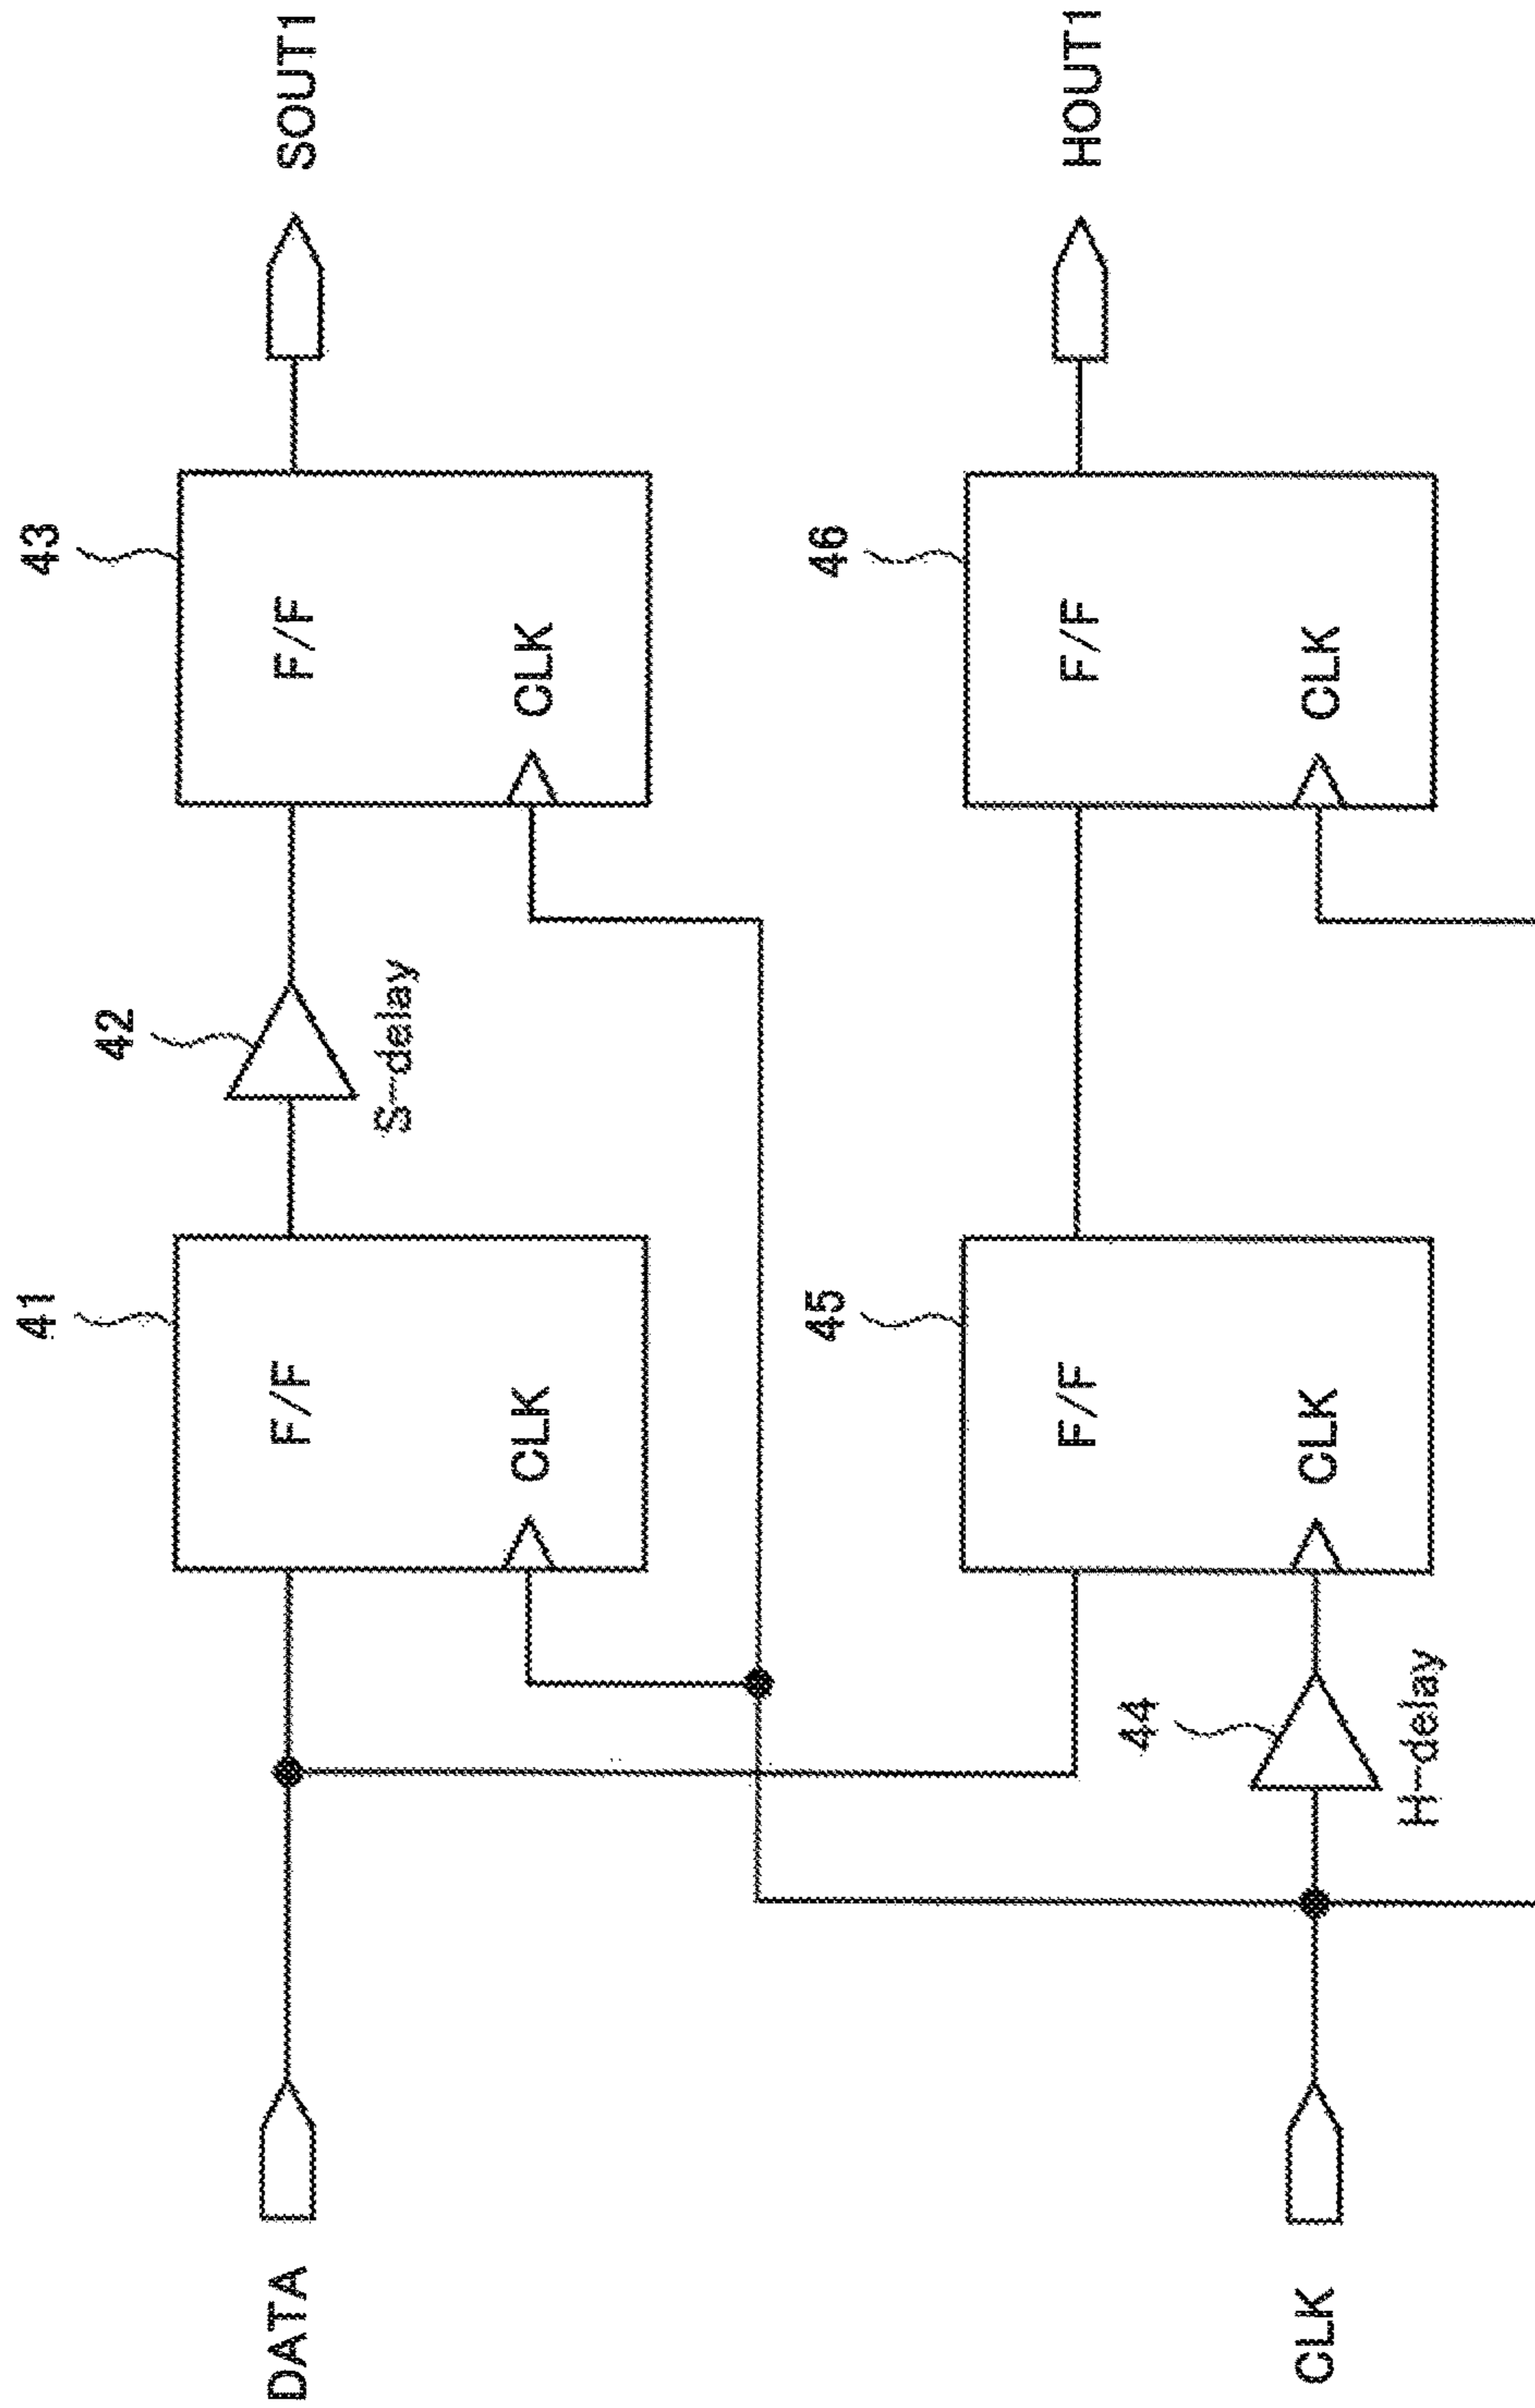 DATA
41
F/F
CLK
42
S-delay
43
F/F
CLK
SOUT1
CLK
44
H-delay
45
F/F
CLK
46
F/F
CLK
HOUT1